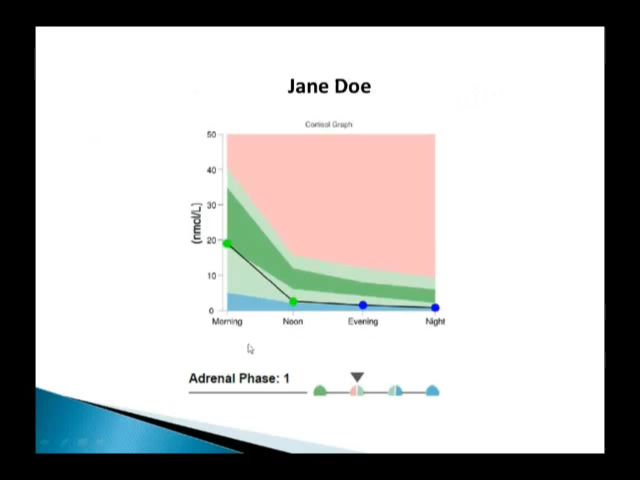 Jane Doe
Cortisol Graph
50
40
30
20
10
0
(nmol/L)
Morning
Noon
Evening
Night
Adrenal Phase: 1